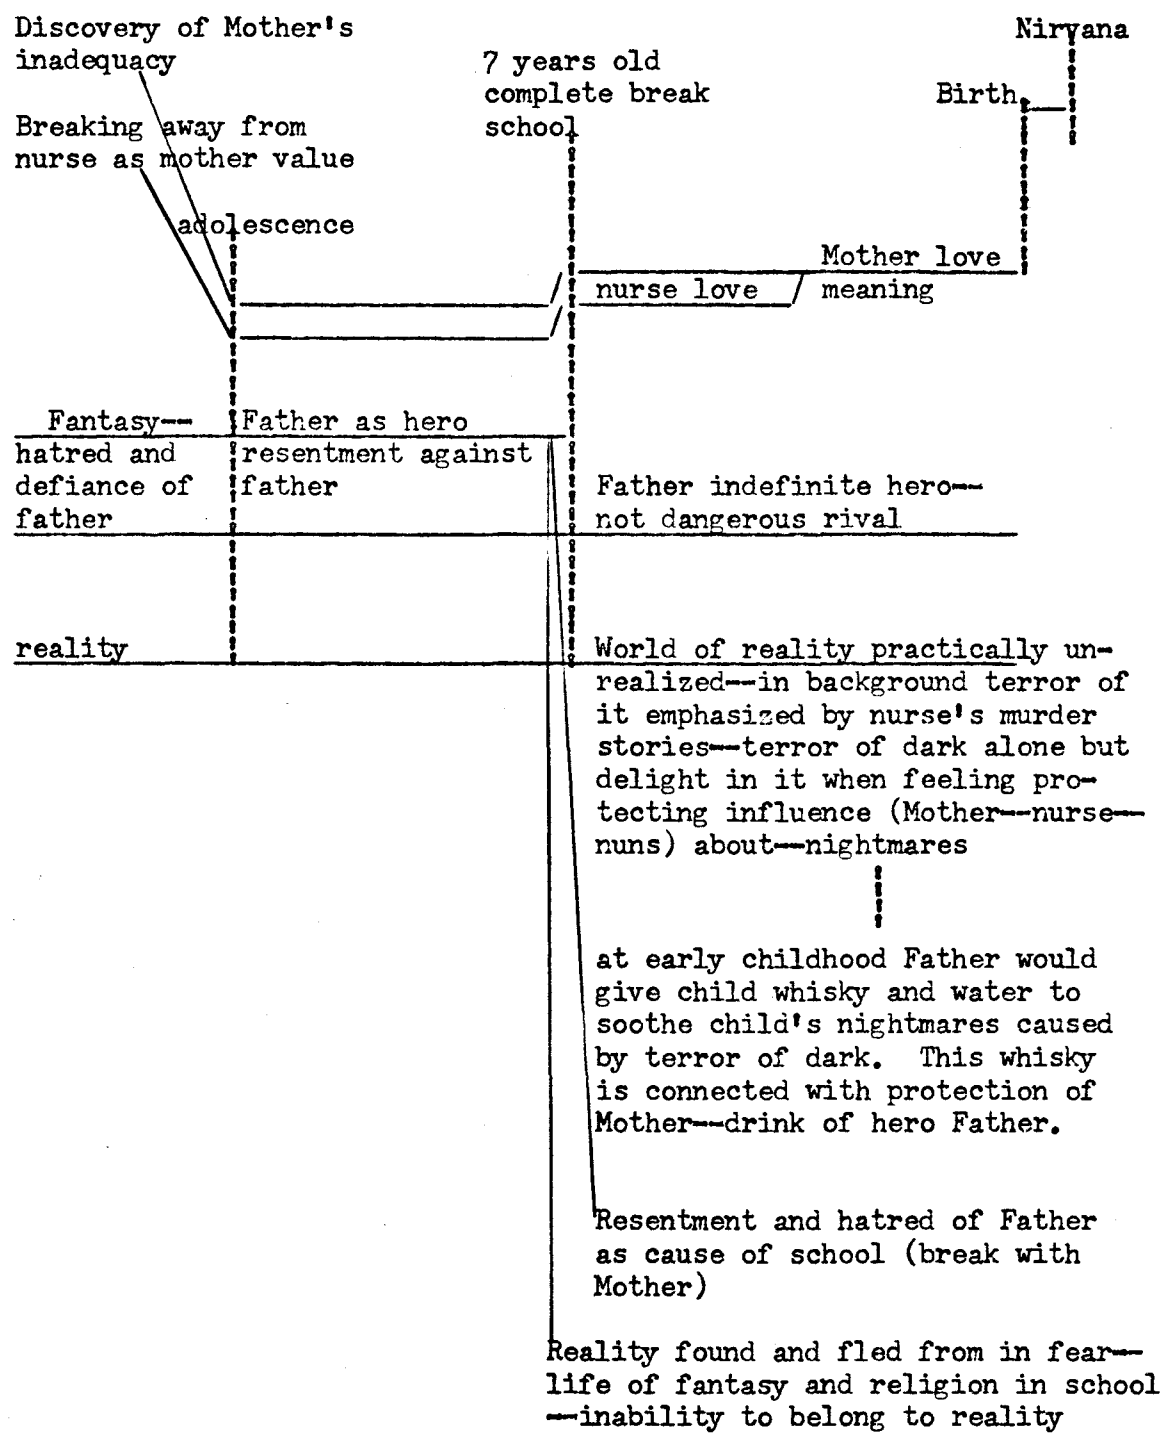 Discovery of Mother's
inadequacy
Breaking away from
nurse as mother value
adolescence
7 years old
complete break
school
Nirvana
Birth
Mother love
meaning
nurse love
Fantasy--
hatred and
defiance of
father
Father as hero
resentment against
father
Father indefinite hero--
not dangerous rival
reality
World of reality practically un-
realized--in background terror of
it emphasized by nurse's murder
stories--terror of dark alone but
delight in it when feeling pro-
tecting influence (Mother--nurse--
nuns) about--nightmares
at early childhood Father would
give child whisky and water to
soothe child's nightmares caused
by terror of dark. This whisky
is connected with protection of
Mother--drink of hero Father.
Resentment and hatred of Father
as cause of school (break with
Mother)
Reality found and fled from in fear--
life of fantasy and religion in school
--inability to belong to reality